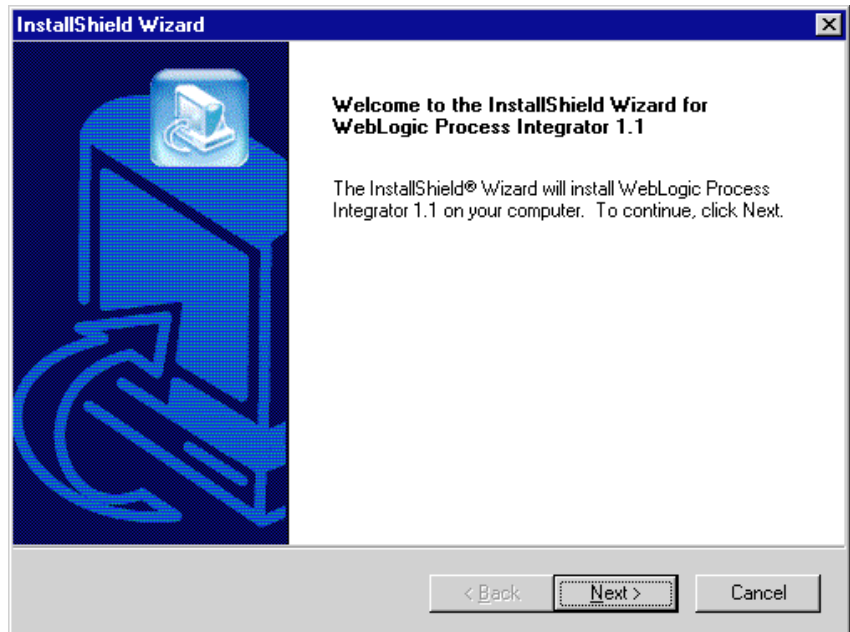 InstallShield Wizard
Welcome to the InstallShield Wizard for
WebLogic Process Integrator 1.1
The InstallShield® Wizard will install WebLogic Process
Integrator 1.1 on your computer.  To continue, click Next.
< Back
Next >
Cancel